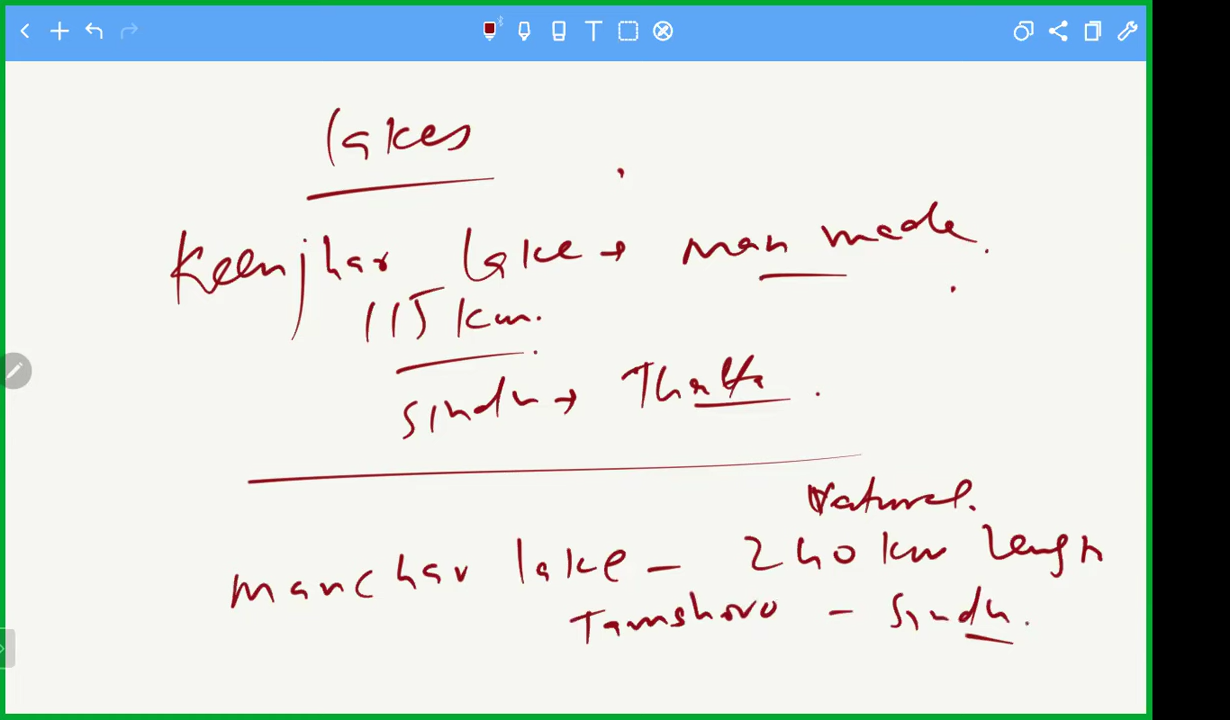 lakes
Keenjhar lake → man made.
115 km.
Sindh → Thatta.
Natural.
manchar lake – 240 km length
Jamshoro – Sindh.